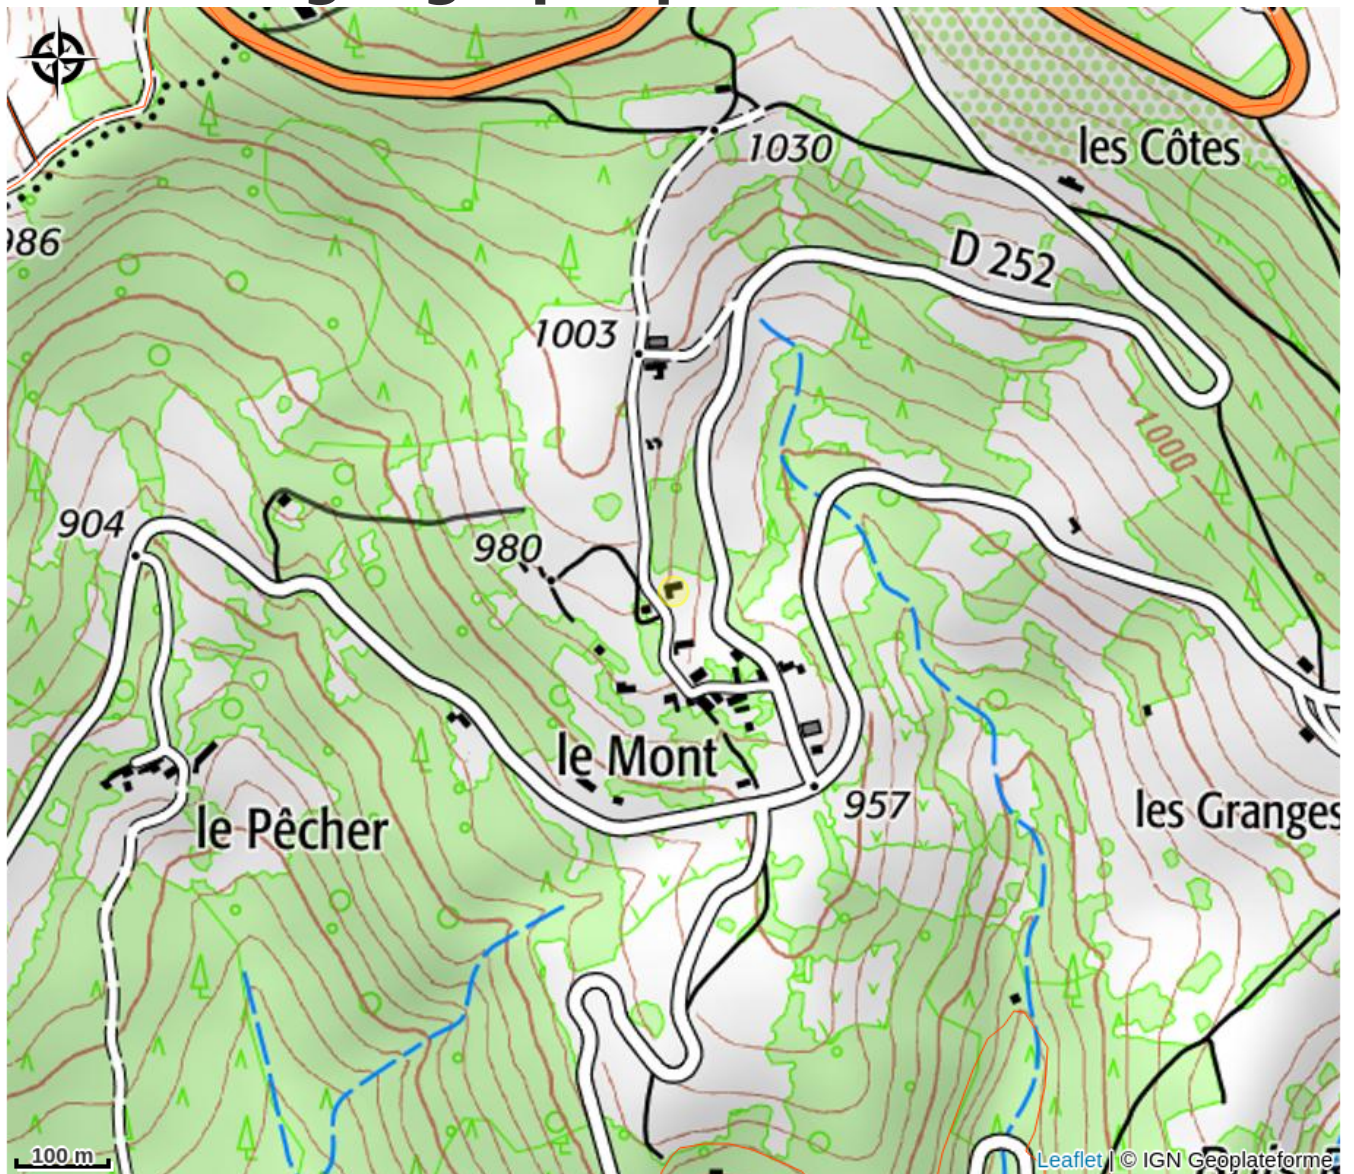 1030
les Côtes
986
D 252
1003
1000
904
980
le Mont
957
les Granges
le Pêcher
100 m
Leaflet | © IGN Geoplateforme